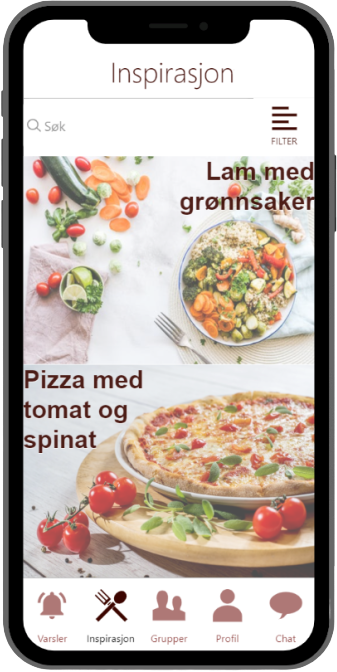 Inspirasjon
Søk
FILTER
Lam med
grønnsaker
Pizza med
tomat og
spinat
Varsler
Inspirasjon
Grupper
Profil
Chat